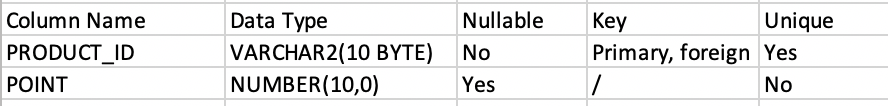 Column Name Data Type Nullable Key Unique
PRODUCT_ID VARCHAR2(10 BYTE) No Primary, foreign Yes
POINT NUMBER(10,0) Yes / No